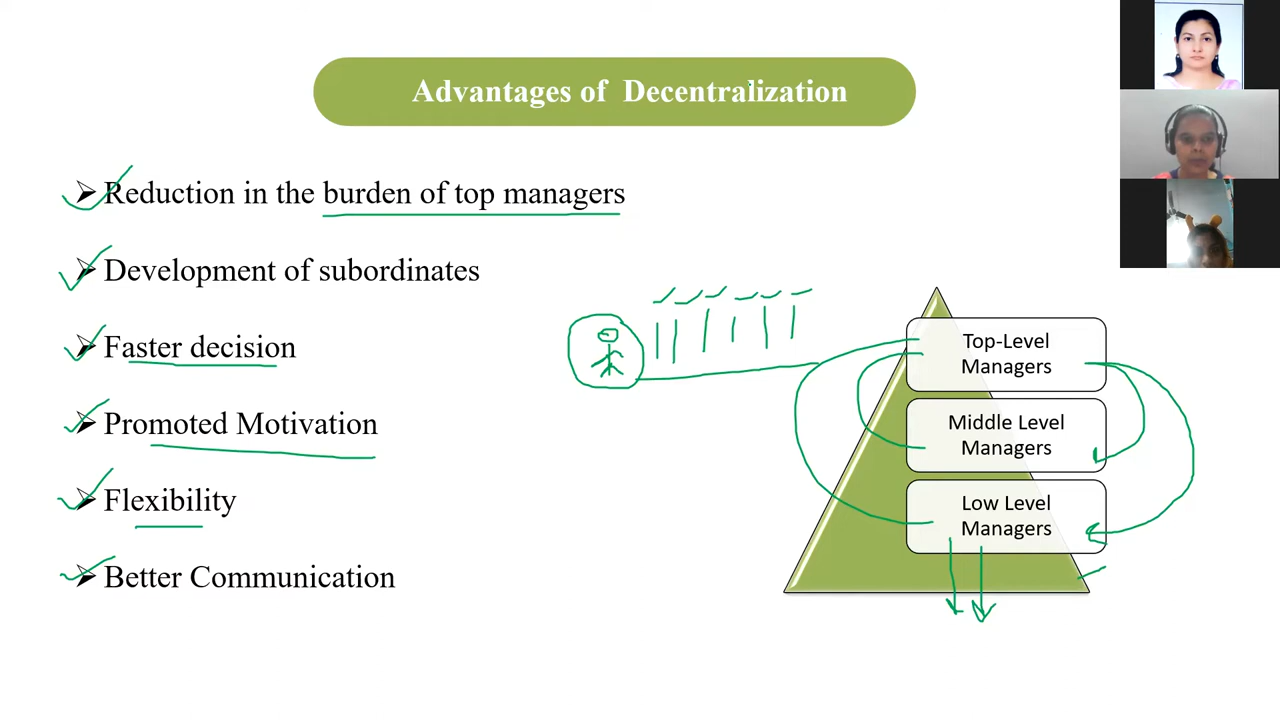 Advantages of Decentralization
Reduction in the burden of top managers
Development of subordinates
Faster decision
Promoted Motivation
Flexibility
Better Communication
Top-Level
Managers
Middle Level
Managers
Low Level
Managers